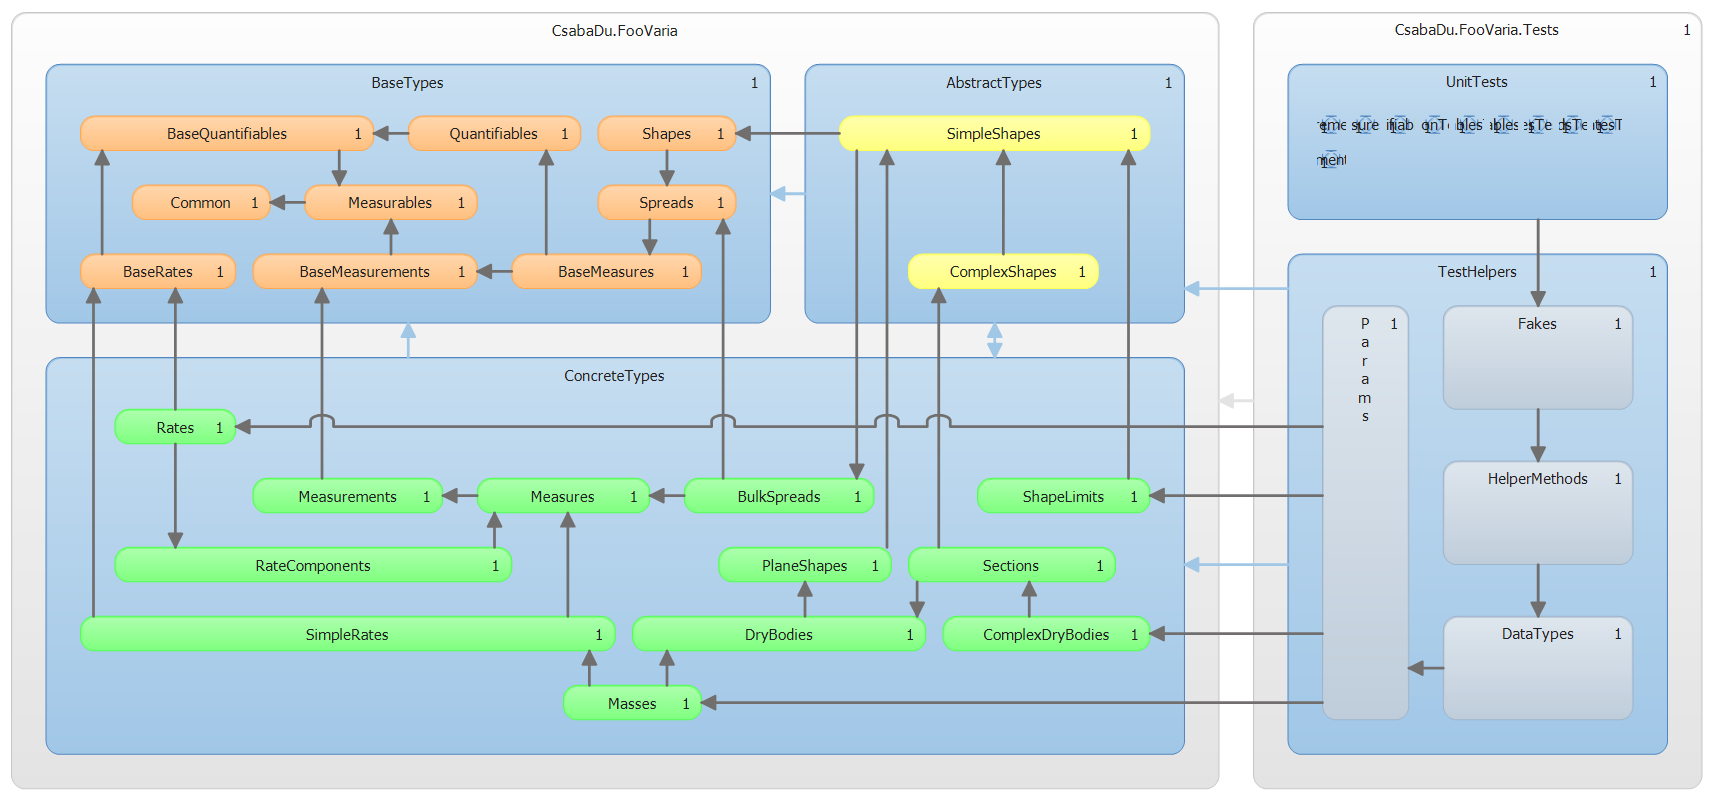 CsabaDu.FooVaria
CsabaDu.FooVaria.Tests 1
BaseTypes 1
AbstractTypes 1
UnitTests 1
BaseQuantifiables 1
Quantifiables 1
Shapes 1
SimpleShapes 1
Common 1
Measurables 1
Spreads 1
BaseRates 1
BaseMeasurements 1
BaseMeasures 1
ComplexShapes 1
TestHelpers 1
P 1
a
r
a
m
s
Fakes 1
ConcreteTypes
Rates 1
HelperMethods 1
Measurements 1
Measures 1
BulkSpreads 1
ShapeLimits 1
RateComponents 1
PlaneShapes 1
Sections 1
SimpleRates 1
DryBodies 1
ComplexDryBodies 1
DataTypes 1
Masses 1